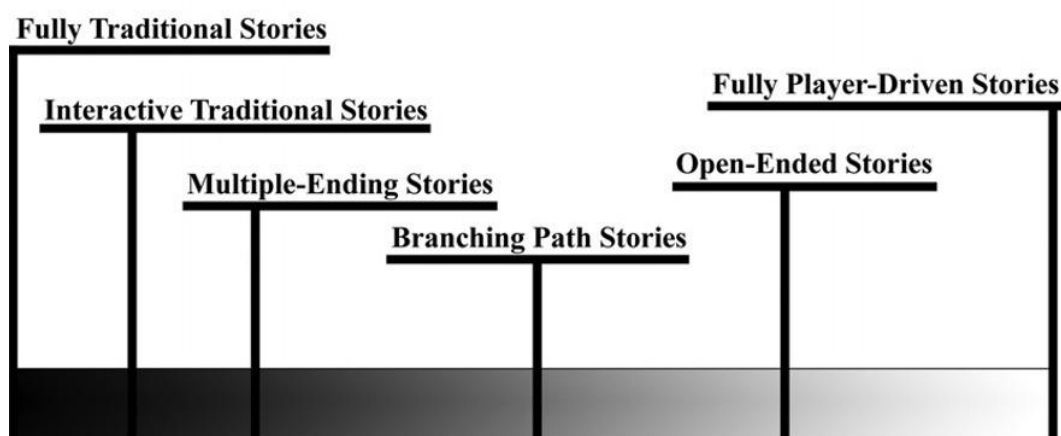 Fully Traditional Stories
Fully Player-Driven Stories
Interactive Traditional Stories
Open-Ended Stories
Multiple-Ending Stories
Branching Path Stories